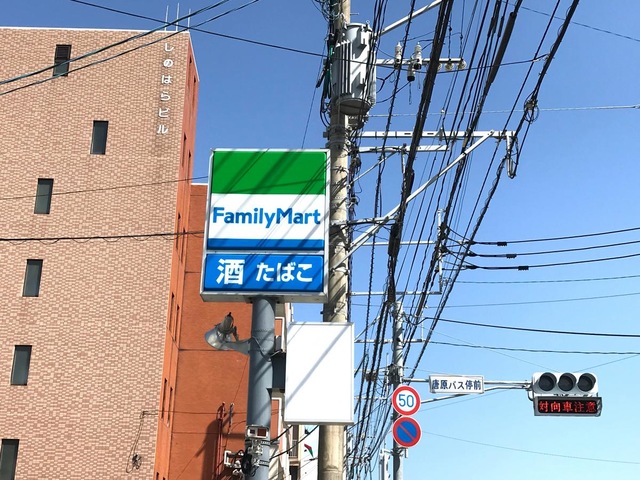 しのはらビル
FamilyMart
酒 たばこ
唐原バス停前
50
対向車注意